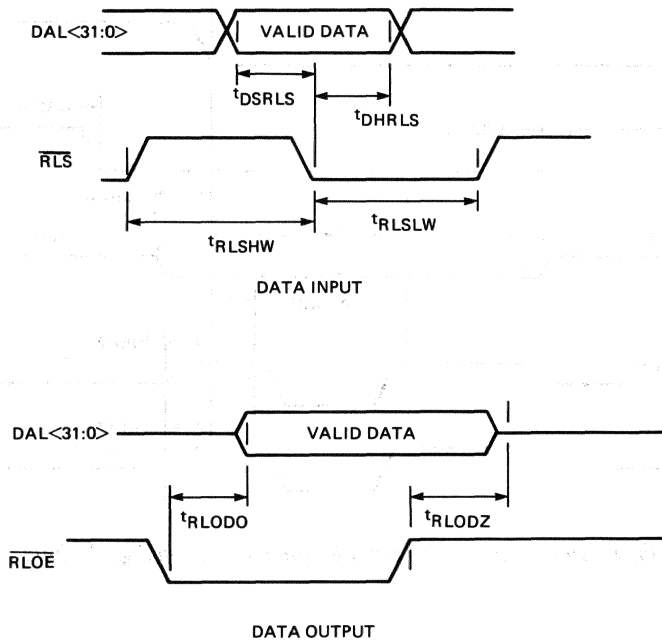 DAL<31:0>
VALID DATA
tDSRLS
tDHRLS
RLS
tRLSHW
tRLSLW
DATA INPUT
DAL<31:0>
VALID DATA
tRLODO
tRLODZ
RLOE
DATA OUTPUT